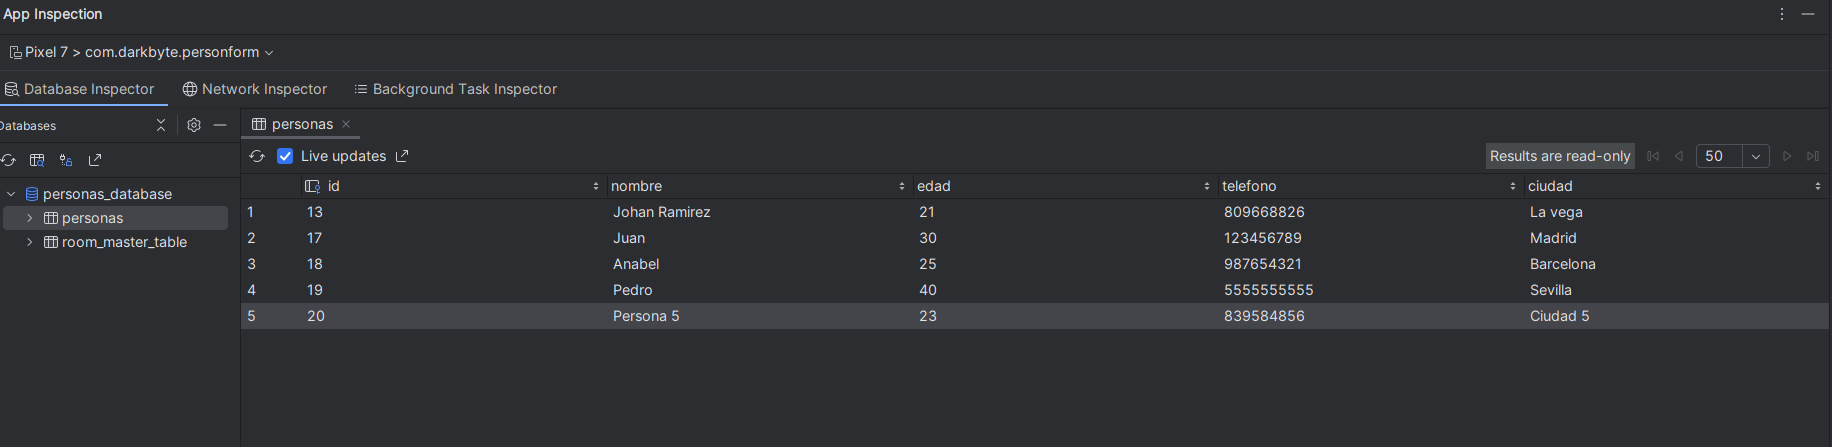 App Inspection
Pixel 7 > com.darkbyte.personform
Database Inspector Network Inspector Background Task Inspector
Databases
personas
Live updates Results are read-only 50
personas_database
personas
room_master_table
id nombre edad telefono ciudad
1 13 Johan Ramirez 21 809668826 La vega
2 17 Juan 30 123456789 Madrid
3 18 Anabel 25 987654321 Barcelona
4 19 Pedro 40 5555555555 Sevilla
5 20 Persona 5 23 839584856 Ciudad 5